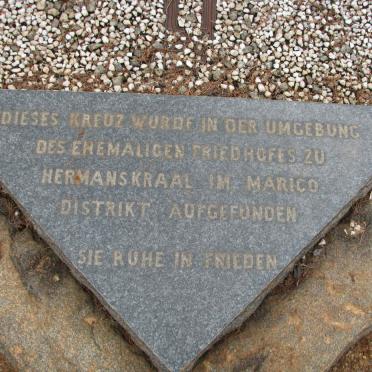 DIESES KREUZ WURDE IN DER UMGEBUNG
DES EHEMALIGEN FRIEDHOFES ZU
HERMANSKRAAL IM MARICO
DISTRIKT AUFGEFUNDEN
SIE RUHE IN FRIEDEN